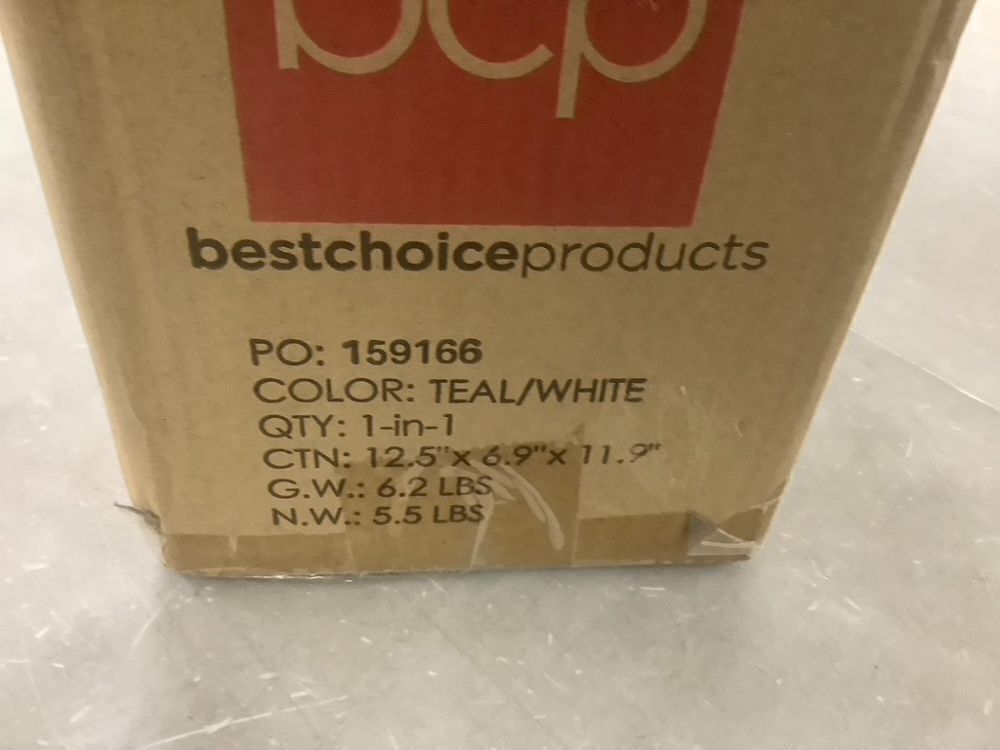 bcp
bestchoiceproducts
PO: 159166
COLOR: TEAL/WHITE
QTY: 1-in-1
CTN: 12.5"x 6.9"x 11.9"
G.W.: 6.2 LBS
N.W.: 5.5 LBS